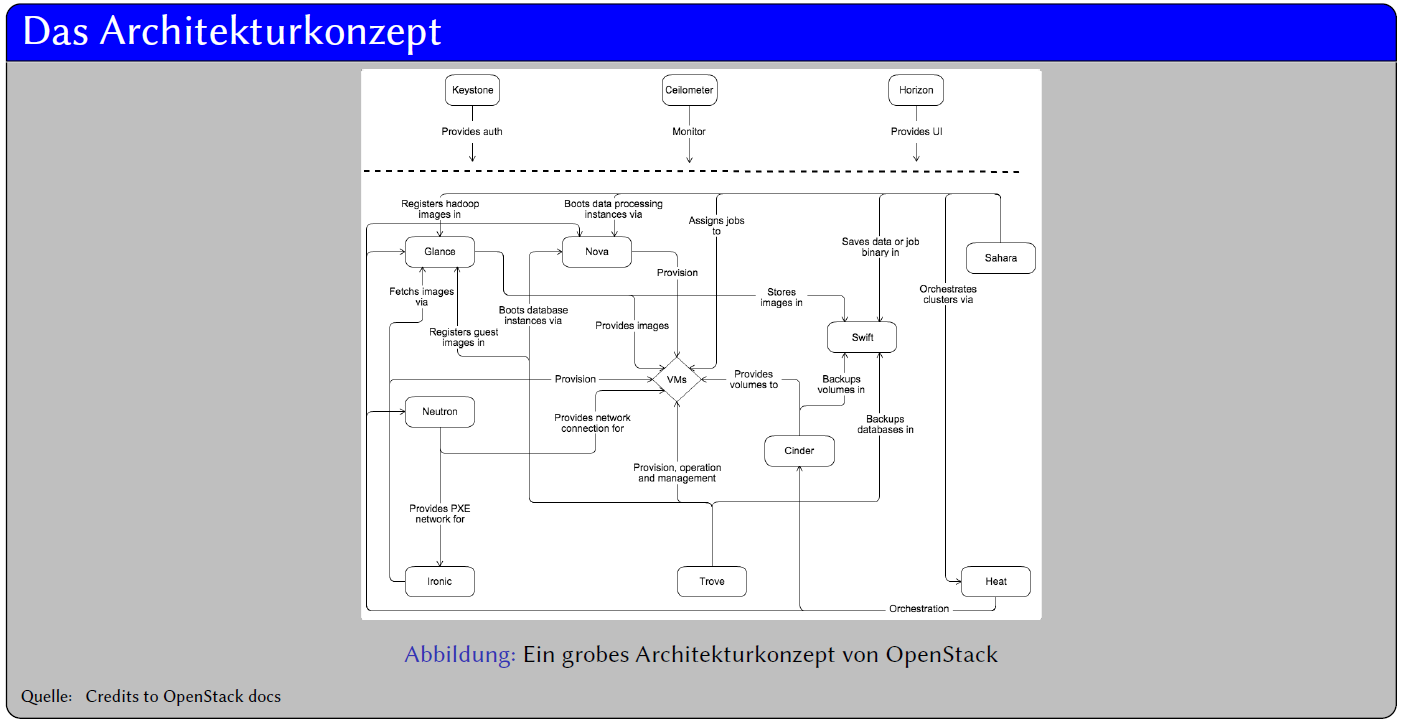 Das Architekturkonzept
Keystone
Ceilometer
Horizon
Provides auth
Monitor
Provides UI
Registers hadoop
images in
Boots data processing
instances via
Assigns jobs
to
Saves data or job
binary in
Glance
Nova
Sahara
Provision
Fetchs images
via
Stores
images in
Orchestrates
clusters via
Boots database
instances via
Provides images
Registers guest
images in
Swift
Provision
VMs
Provides
volumes to
Backups
volumes in
Neutron
Provides network
connection for
Backups
databases in
Cinder
Provision, operation
and management
Provides PXE
network for
Ironic
Trove
Heat
Orchestration
Abbildung: Ein grobes Architekturkonzept von OpenStack
Quelle: Credits to OpenStack docs